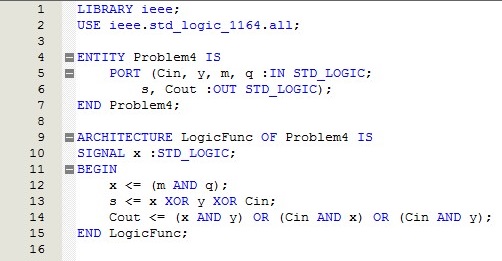 1 LIBRARY ieee;
2 USE ieee.std_logic_1164.all;
3
4 ENTITY Problem4 IS
5 PORT (Cin, y, m, q :IN STD_LOGIC;
6 s, Cout :OUT STD_LOGIC);
7 END Problem4;
8
9 ARCHITECTURE LogicFunc OF Problem4 IS
10 SIGNAL x :STD_LOGIC;
11 BEGIN
12 x <= (m AND q);
13 s <= x XOR y XOR Cin;
14 Cout <= (x AND y) OR (Cin AND x) OR (Cin AND y);
15 END LogicFunc;
16